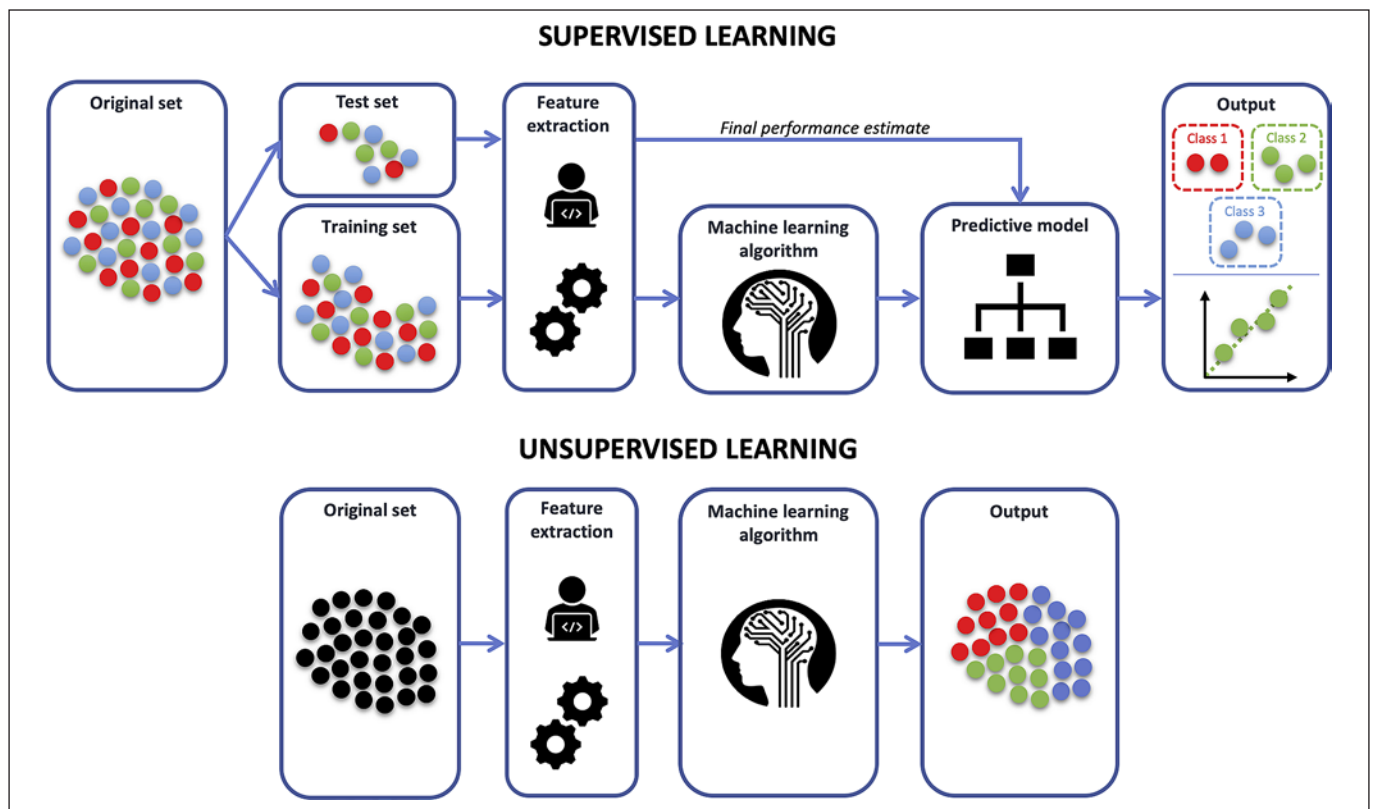 SUPERVISED LEARNING
Original set
Test set
Training set
Feature
extraction
</>
Final performance estimate
Machine learning
algorithm
Predictive model
Output
Class 1
Class 2
Class 3
UNSUPERVISED LEARNING
Original set
Feature
extraction
</>
Machine learning
algorithm
Output